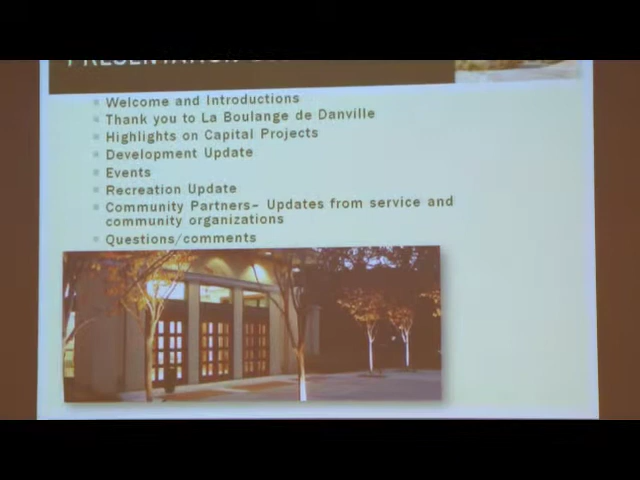 PRESENTATION
Welcome and Introductions
Thank you to La Boulange de Danville
Highlights on Capital Projects
Development Update
Events
Recreation Update
Community Partners– Updates from service and
community organizations
Questions/comments